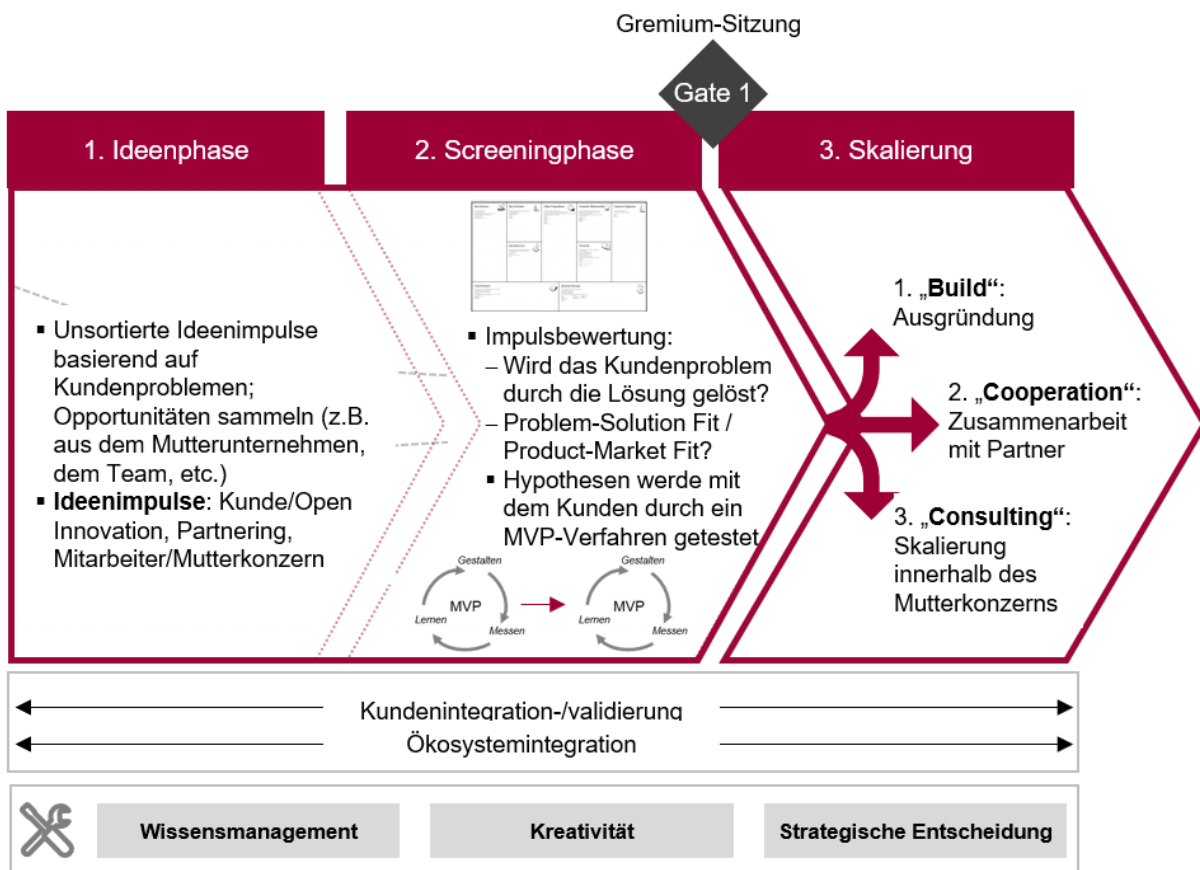 Gremium-Sitzung
Gate 1
1. Ideenphase
2. Screeningphase
3. Skalierung
▪ Unsortierte Ideenimpulse
basierend auf
Kundenproblemen;
Opportunitäten sammeln (z.B.
aus dem Mutterunternehmen,
dem Team, etc.)
▪ Ideenimpulse: Kunde/Open
Innovation, Partnering,
Mitarbeiter/Mutterkonzern
▪ Impulsbewertung:
– Wird das Kundenproblem
durch die Lösung gelöst?
– Problem-Solution Fit /
Product-Market Fit?
▪ Hypothesen werde mit
dem Kunden durch ein
MVP-Verfahren getestet
Gestalten
MVP
Lernen
Messen
Gestalten
MVP
Lernen
Messen
1. „Build“:
Ausgründung
2. „Cooperation“:
Zusammenarbeit
mit Partner
3. „Consulting“:
Skalierung
innerhalb des
Mutterkonzerns
Kundenintegration-/validierung
Ökosystemintegration
Wissensmanagement
Kreativität
Strategische Entscheidung